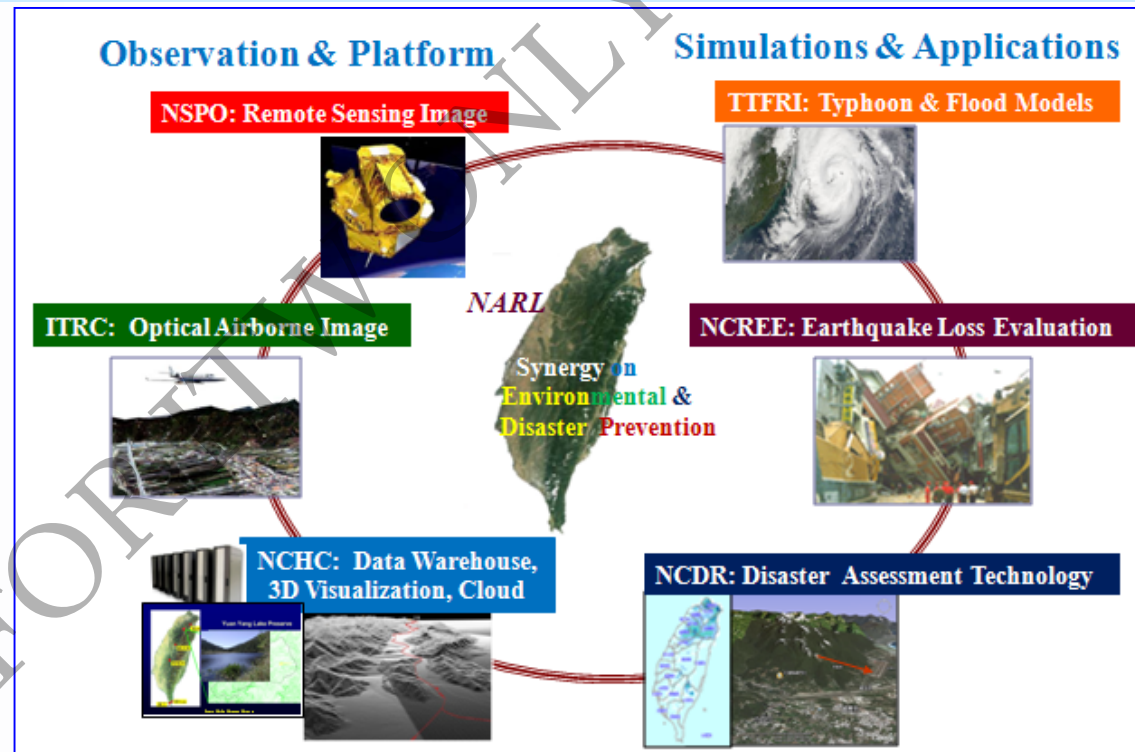 Observation & Platform
Simulations & Applications
NSPO: Remote Sensing Image
TTFRI: Typhoon & Flood Models
NARL
ITRC: Optical Airborne Image
NCREE: Earthquake Loss Evaluation
Synergy on
Environmental &
Disaster Prevention
NCHC: Data Warehouse,
3D Visualization, Cloud
NCDR: Disaster Assessment Technology
Yuan Yang Lake Preserve